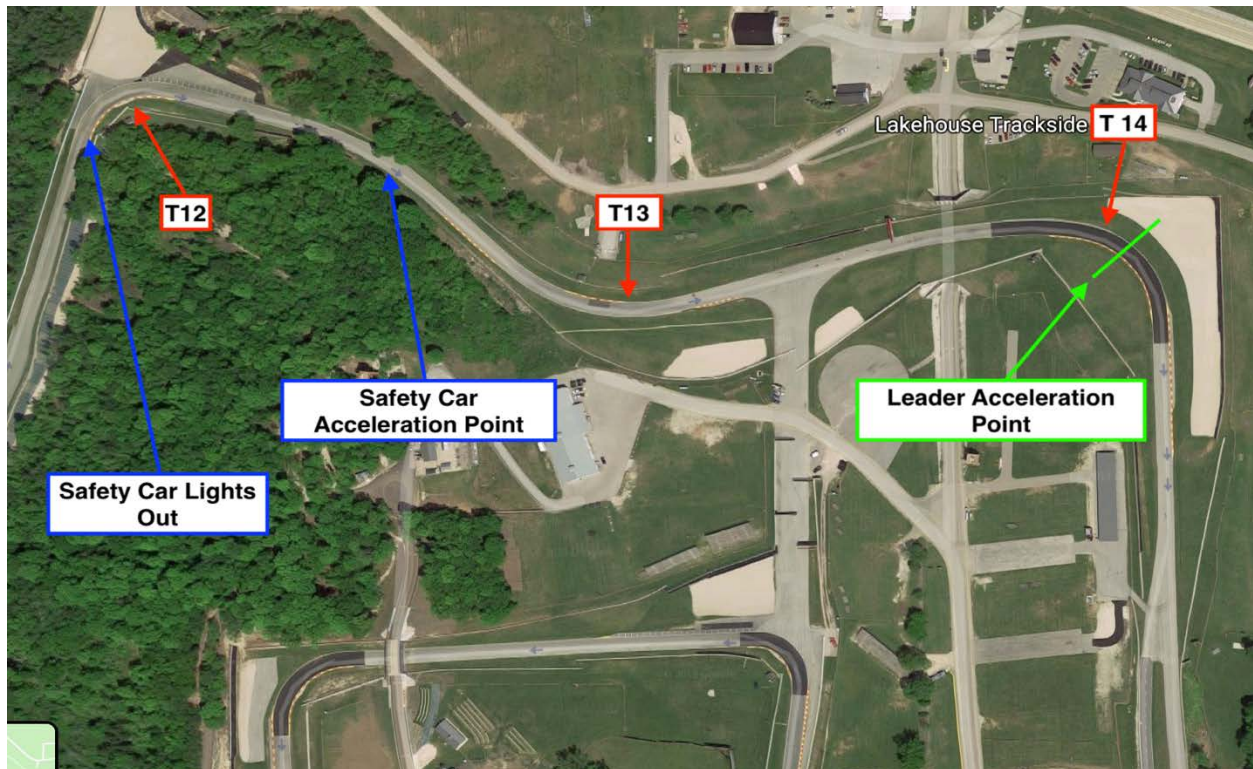 Lakehouse Trackside
T 14
T12
T13
Safety Car
Acceleration Point
Leader Acceleration
Point
Safety Car Lights
Out